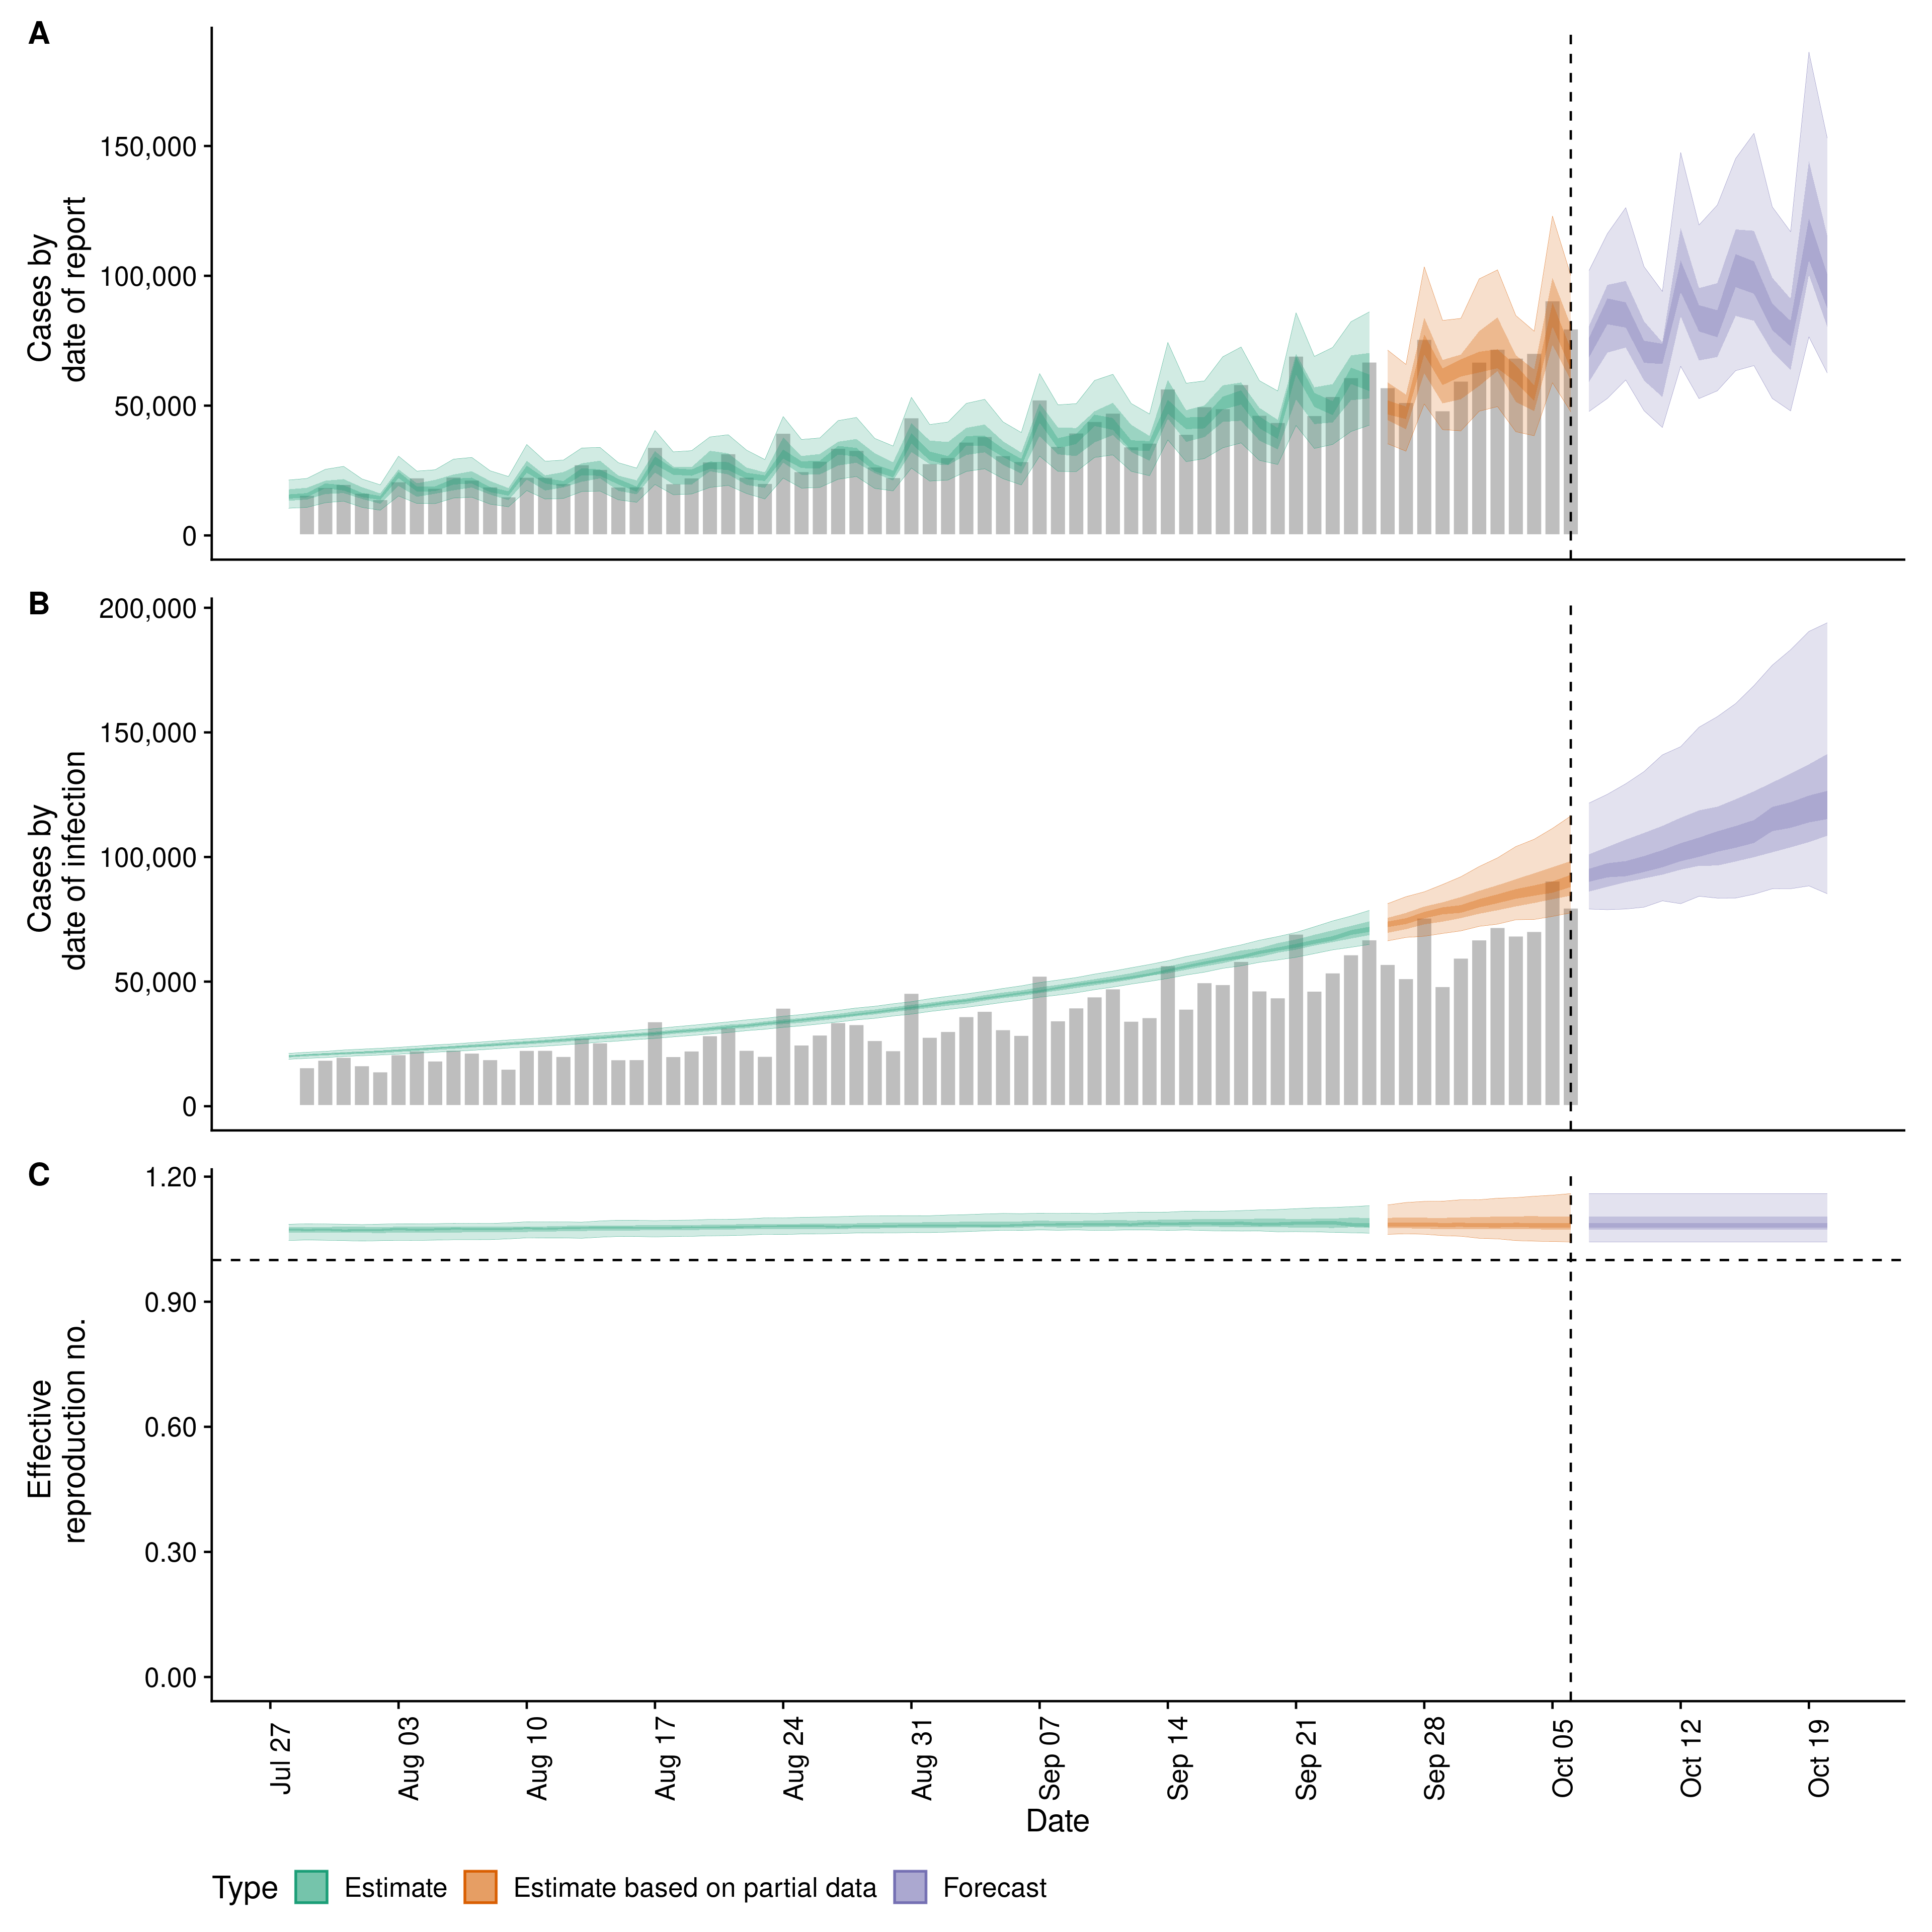 A
Cases by
date of report
150,000
100,000
50,000
0
B
Cases by
date of infection
200,000
150,000
100,000
50,000
0
C
Effective
reproduction no.
1.20
0.90
0.60
0.30
0.00
Jul 27
Aug 03
Aug 10
Aug 17
Aug 24
Aug 31
Sep 07
Sep 14
Sep 21
Sep 28
Oct 05
Oct 12
Oct 19
Date
Type Estimate Estimate based on partial data Forecast